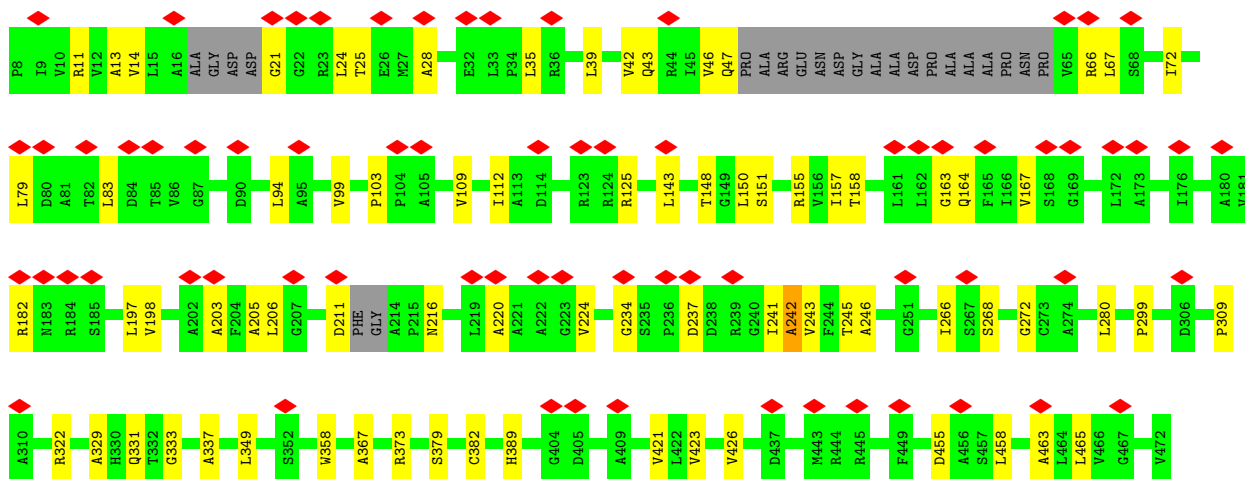 P8 I9 V10 R11 V12 A13 V14 L15 A16 ALA GLY ASP ASP G21 G22 R23 L24 T25 E26 M27 A28 E32 L33 P34 L35 R36 L39 V42 Q43 R44 I45 V46 Q47 PRO ALA ARG GLU ASN ASP GLY ALA ALA ASP PRO ALA ALA ALA PRO ASN PRO V65 R66 L67 S68 I72
L79 D80 A81 T82 L83 D84 T85 V86 G87 D90 L94 A95 V99 P103 P104 A105 V109 I112 A113 D114 R123 R124 R125 L143 T148 G149 L150 S151 R155 V156 I157 T158 L161 L162 G163 Q164 F165 I166 V167 S168 G169 L172 A173 I176 A180 V181
R182 N183 R184 S185 L197 V198 A202 A203 F204 A205 L206 G207 D211 PHE GLY A214 P215 N216 L219 A220 A221 A222 G223 V224 G234 S235 P236 D237 D238 R239 G240 I241 A242 V243 F244 T245 A246 G251 I266 S267 S268 G272 C273 A274 L280 P299 D306 P309
A310 R322 A329 H330 Q331 T332 G333 A337 L349 S352 W358 A367 R373 S379 C382 H389 G404 D405 A409 V421 L422 V423 V426 D437 M443 R444 R445 F449 D455 A456 S457 L458 A463 L464 L465 V466 G467 V472